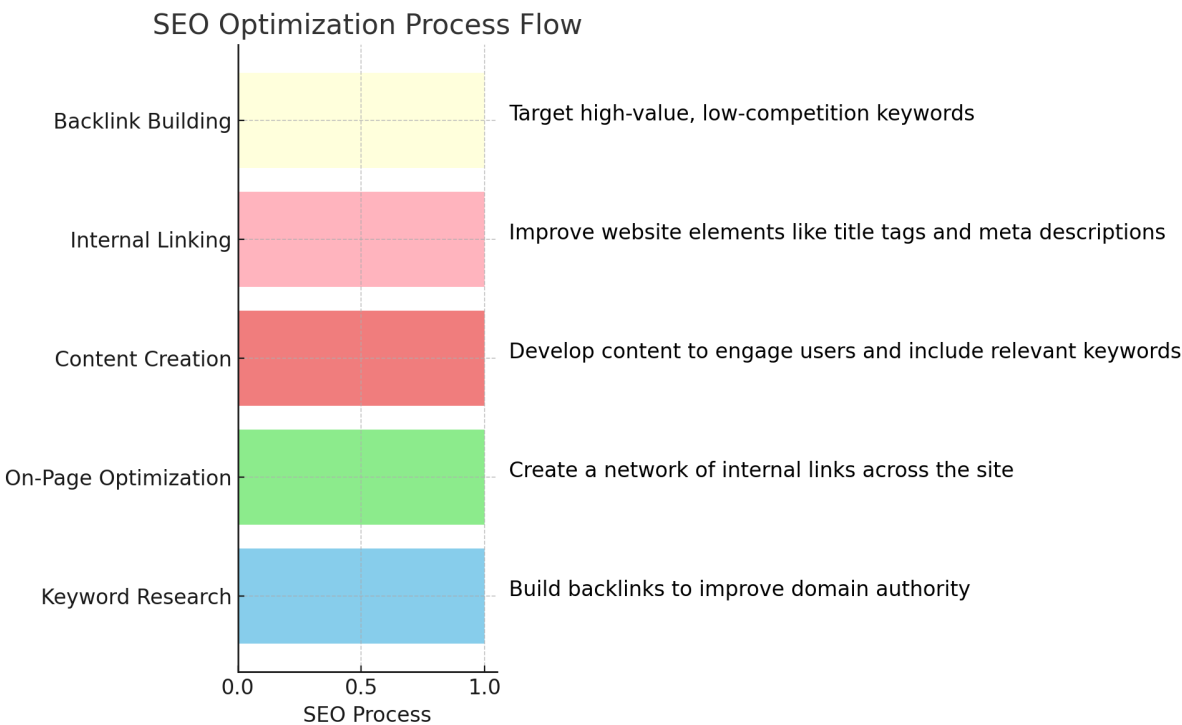 SEO Optimization Process Flow
Backlink Building
Target high-value, low-competition keywords
Internal Linking
Improve website elements like title tags and meta descriptions
Content Creation
Develop content to engage users and include relevant keywords
On-Page Optimization
Create a network of internal links across the site
Keyword Research
Build backlinks to improve domain authority
0.0 0.5 1.0
SEO Process